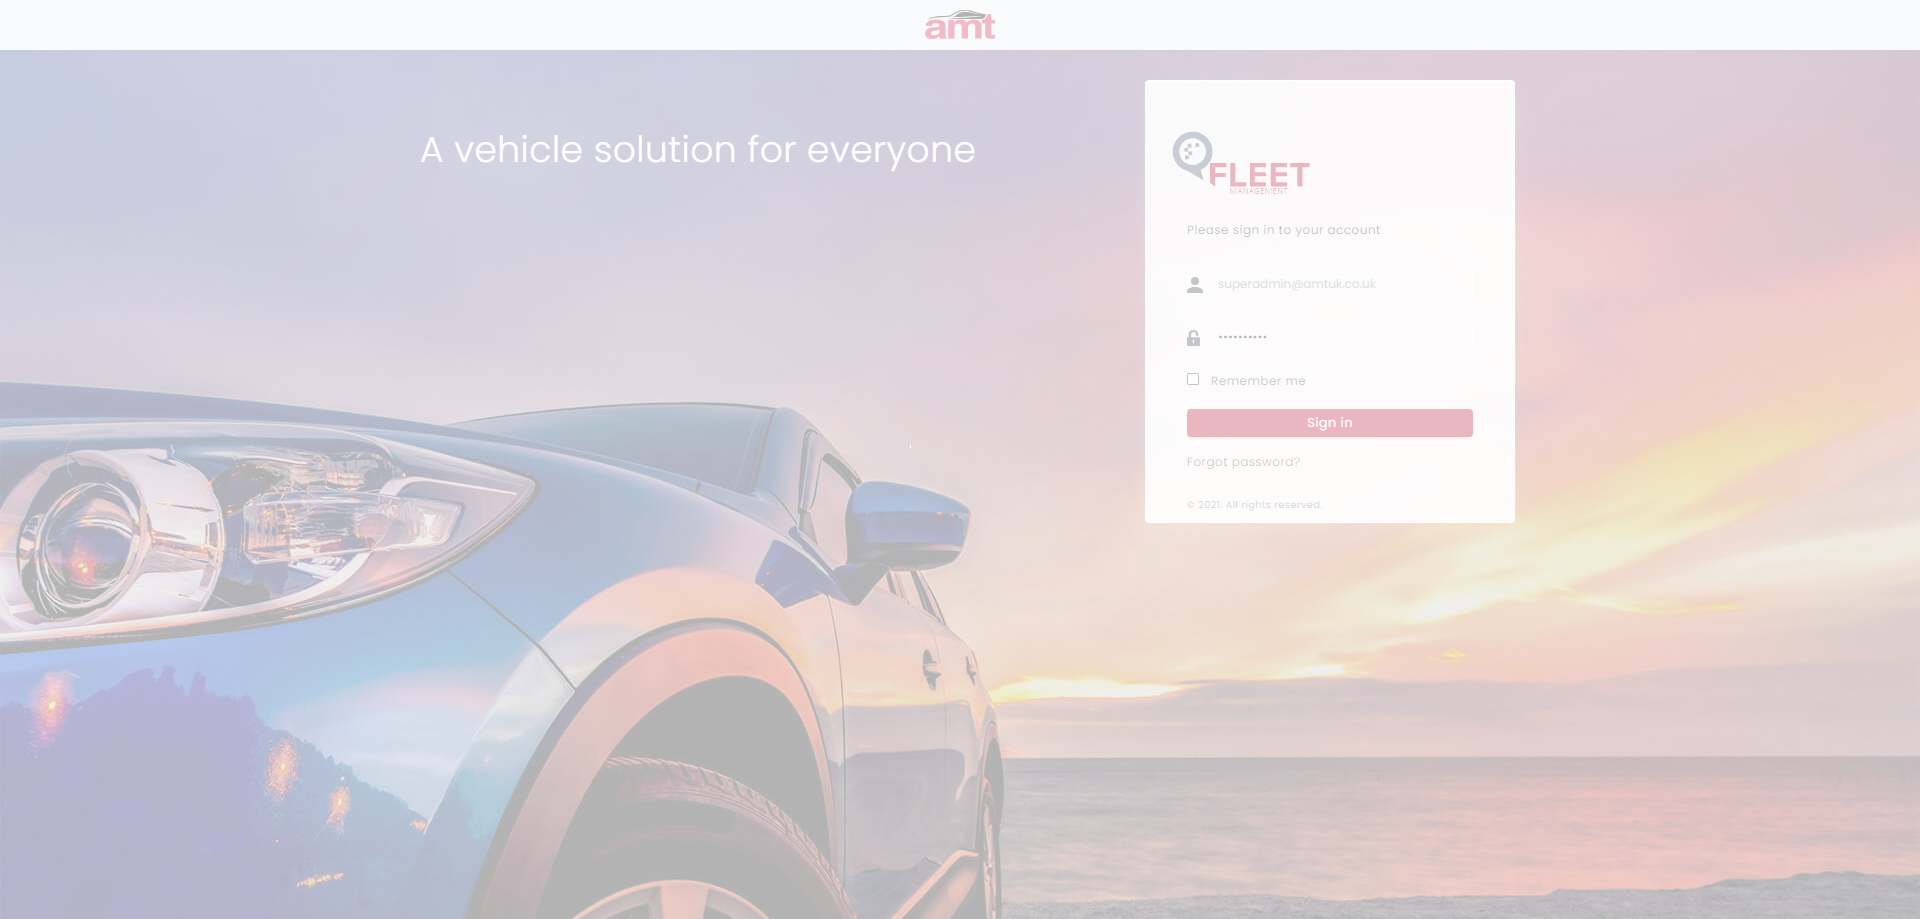 amt
A vehicle solution for everyone
FLEET
MANAGEMENT
Please sign in to your account
superadmin@amtuk.co.uk
••••••••••
Remember me
Sign in
Forgot password?
© 2021. All rights reserved.